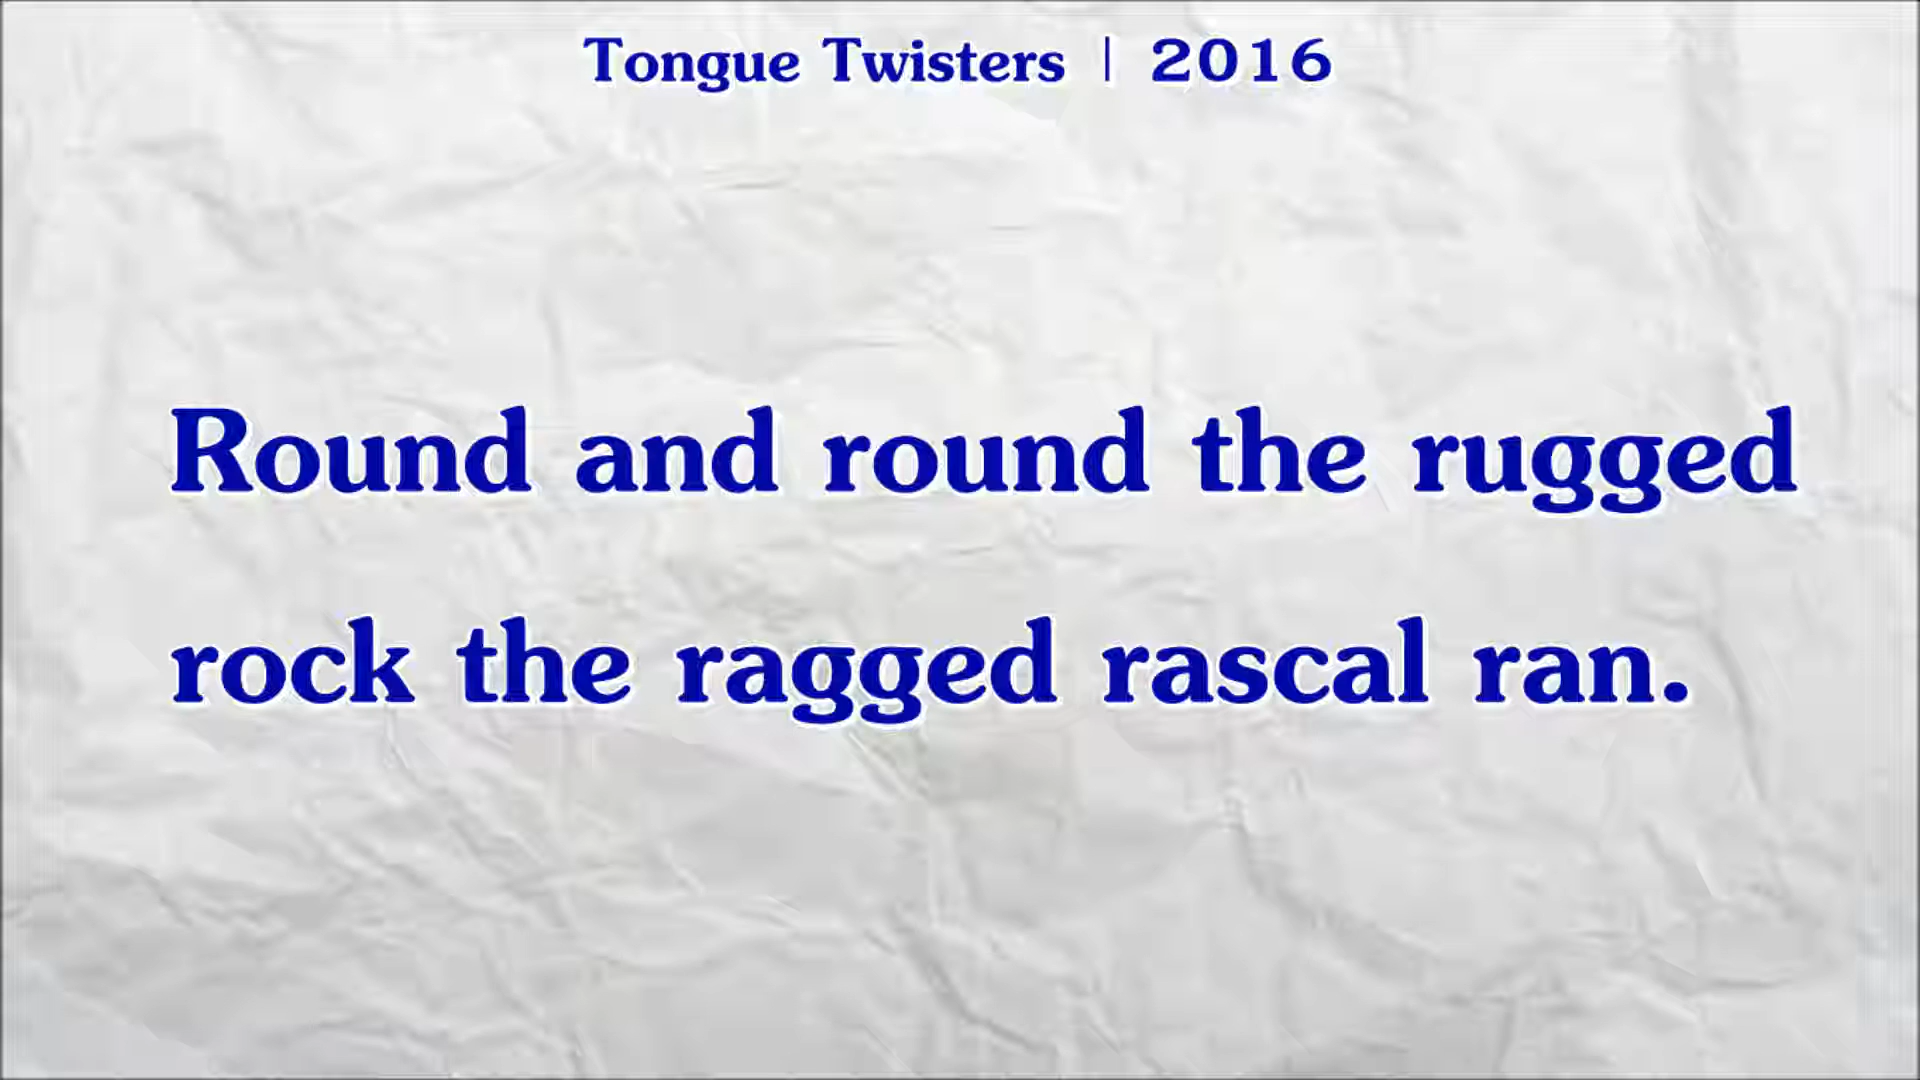 Tongue Twisters | 2016
Round and round the rugged
rock the ragged rascal ran.